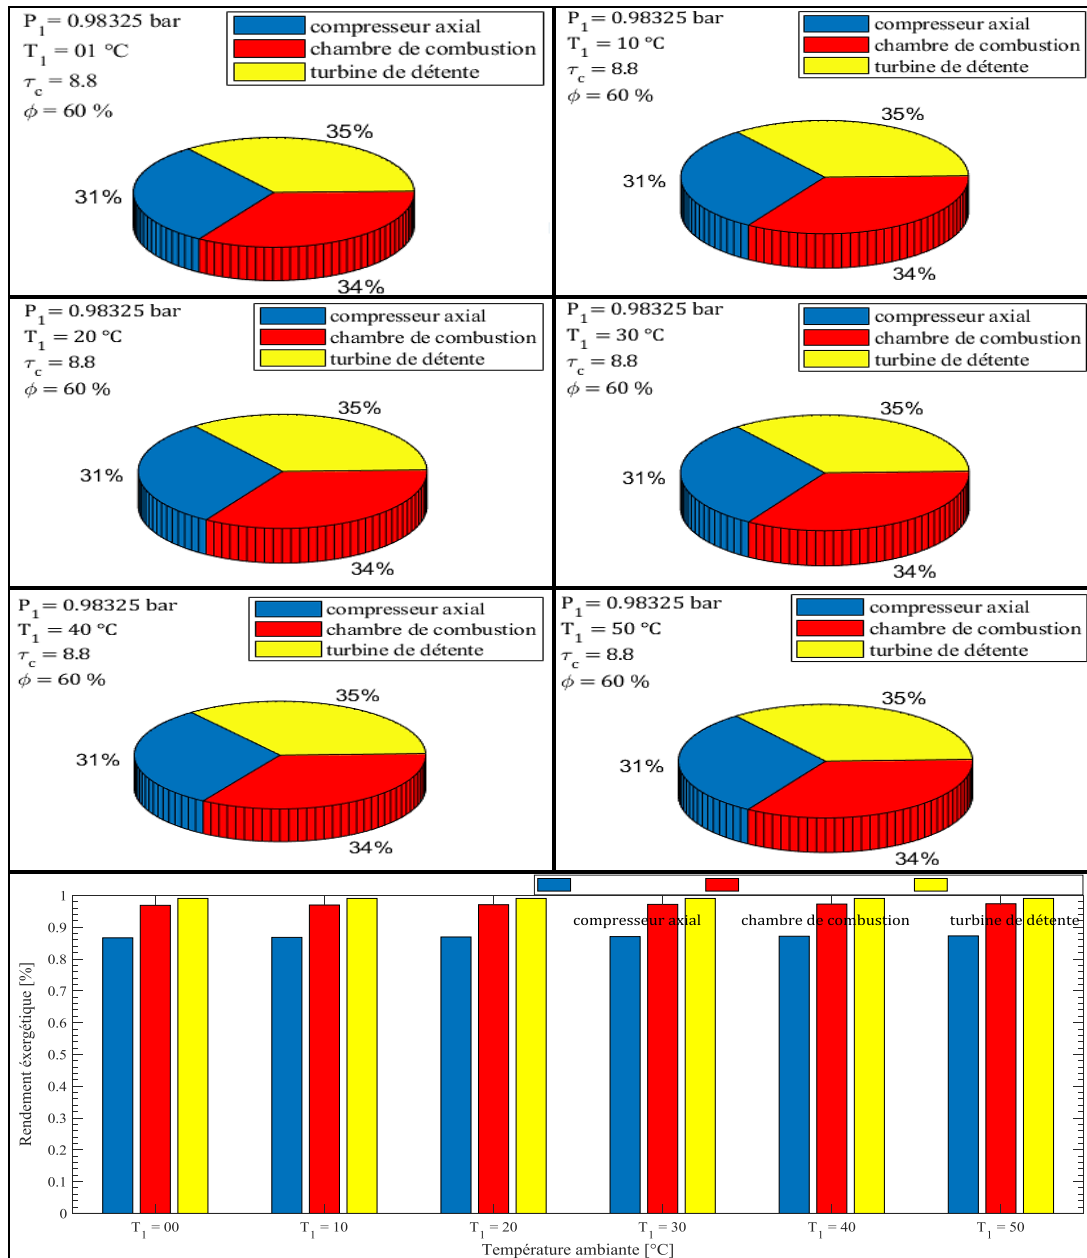 P1 = 0.98325 bar
T1 = 01 °C
τc = 8.8
ϕ = 60 %
compresseur axial
chambre de combustion
turbine de détente
35%
31%
34%
P1 = 0.98325 bar
T1 = 10 °C
τc = 8.8
ϕ = 60 %
compresseur axial
chambre de combustion
turbine de détente
35%
31%
34%
P1 = 0.98325 bar
T1 = 20 °C
τc = 8.8
ϕ = 60 %
compresseur axial
chambre de combustion
turbine de détente
35%
31%
34%
P1 = 0.98325 bar
T1 = 30 °C
τc = 8.8
ϕ = 60 %
compresseur axial
chambre de combustion
turbine de détente
35%
31%
34%
P1 = 0.98325 bar
T1 = 40 °C
τc = 8.8
ϕ = 60 %
compresseur axial
chambre de combustion
turbine de détente
35%
31%
34%
P1 = 0.98325 bar
T1 = 50 °C
τc = 8.8
ϕ = 60 %
compresseur axial
chambre de combustion
turbine de détente
35%
31%
34%
compresseur axial chambre de combustion turbine de détente
Rendement éxergétique [%]
1
0.9
0.8
0.7
0.6
0.5
0.4
0.3
0.2
0.1
0
T1 = 00 T1 = 10 T1 = 20 T1 = 30 T1 = 40 T1 = 50
Température ambiante [°C]